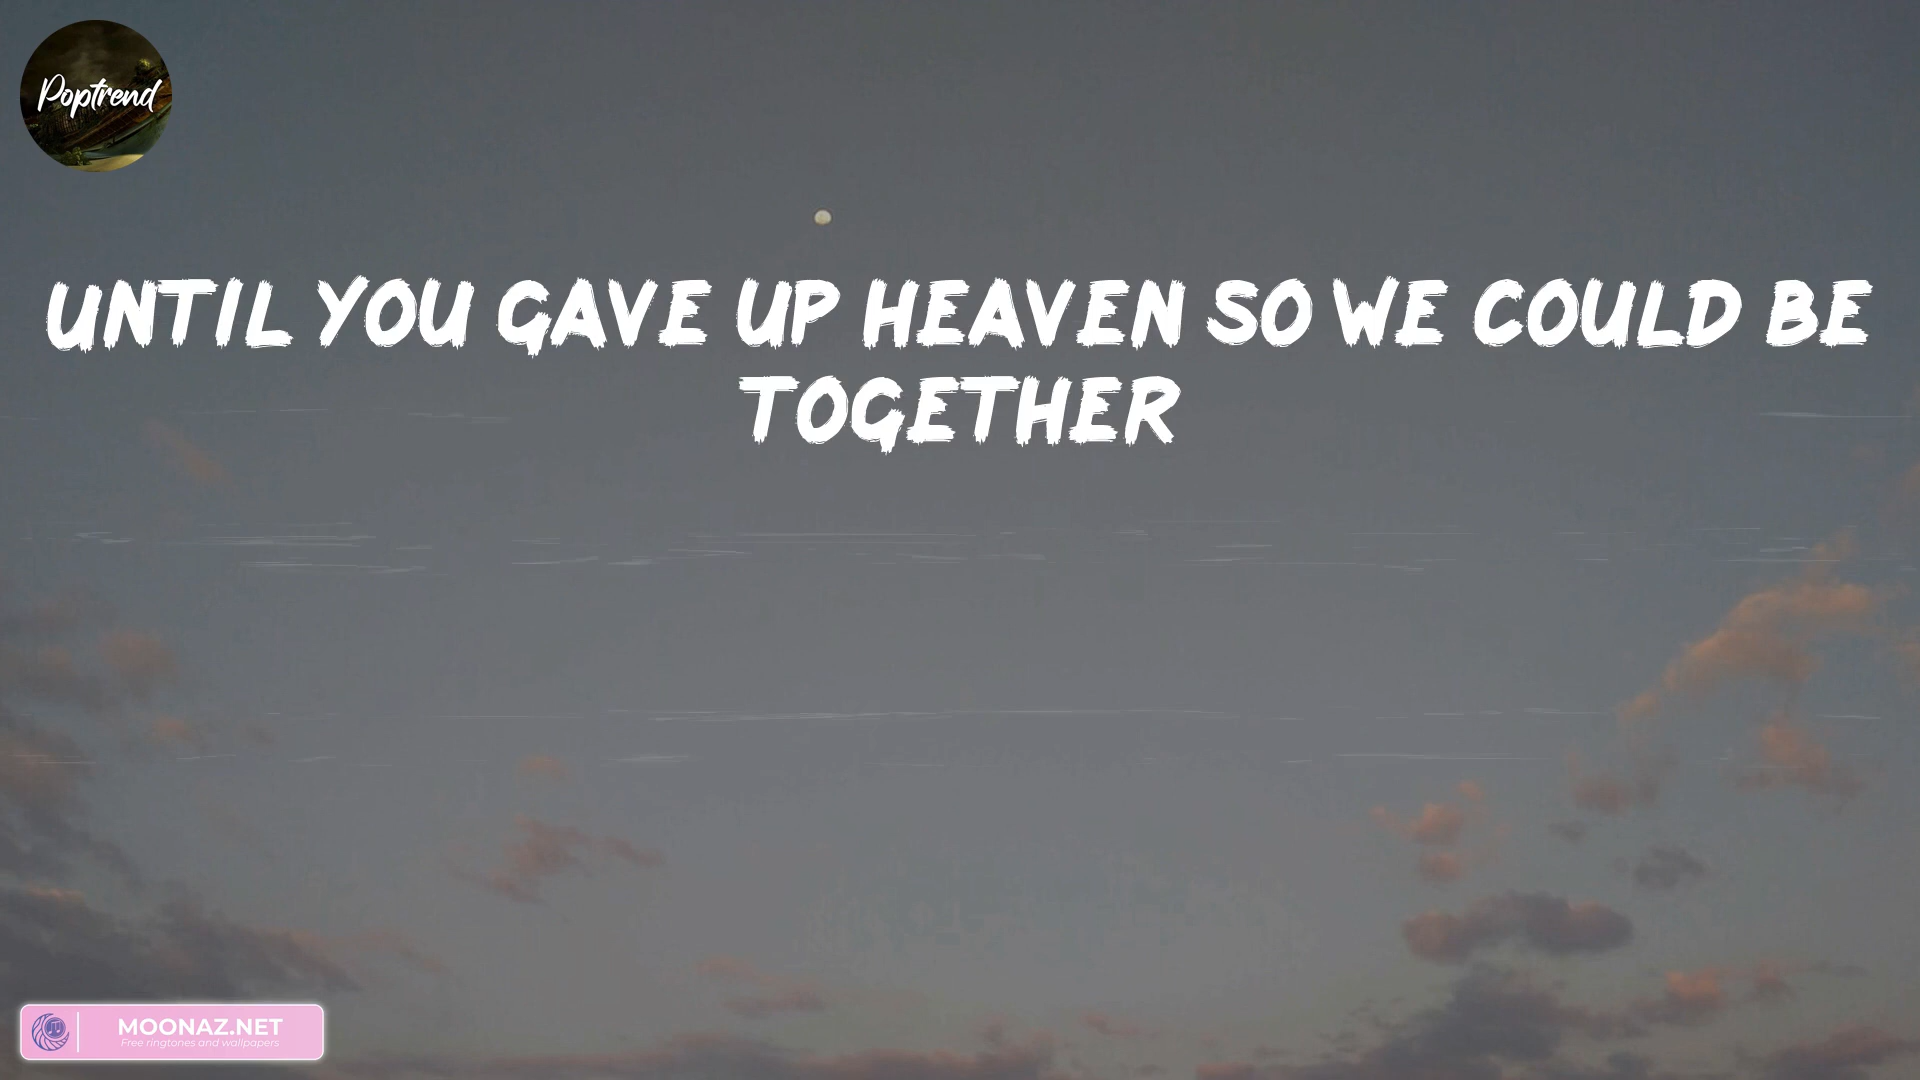 Poptrend
UNTIL YOU GAVE UP HEAVEN SO WE COULD BE
TOGETHER
MOONAZ.NET
Free ringtones and wallpapers